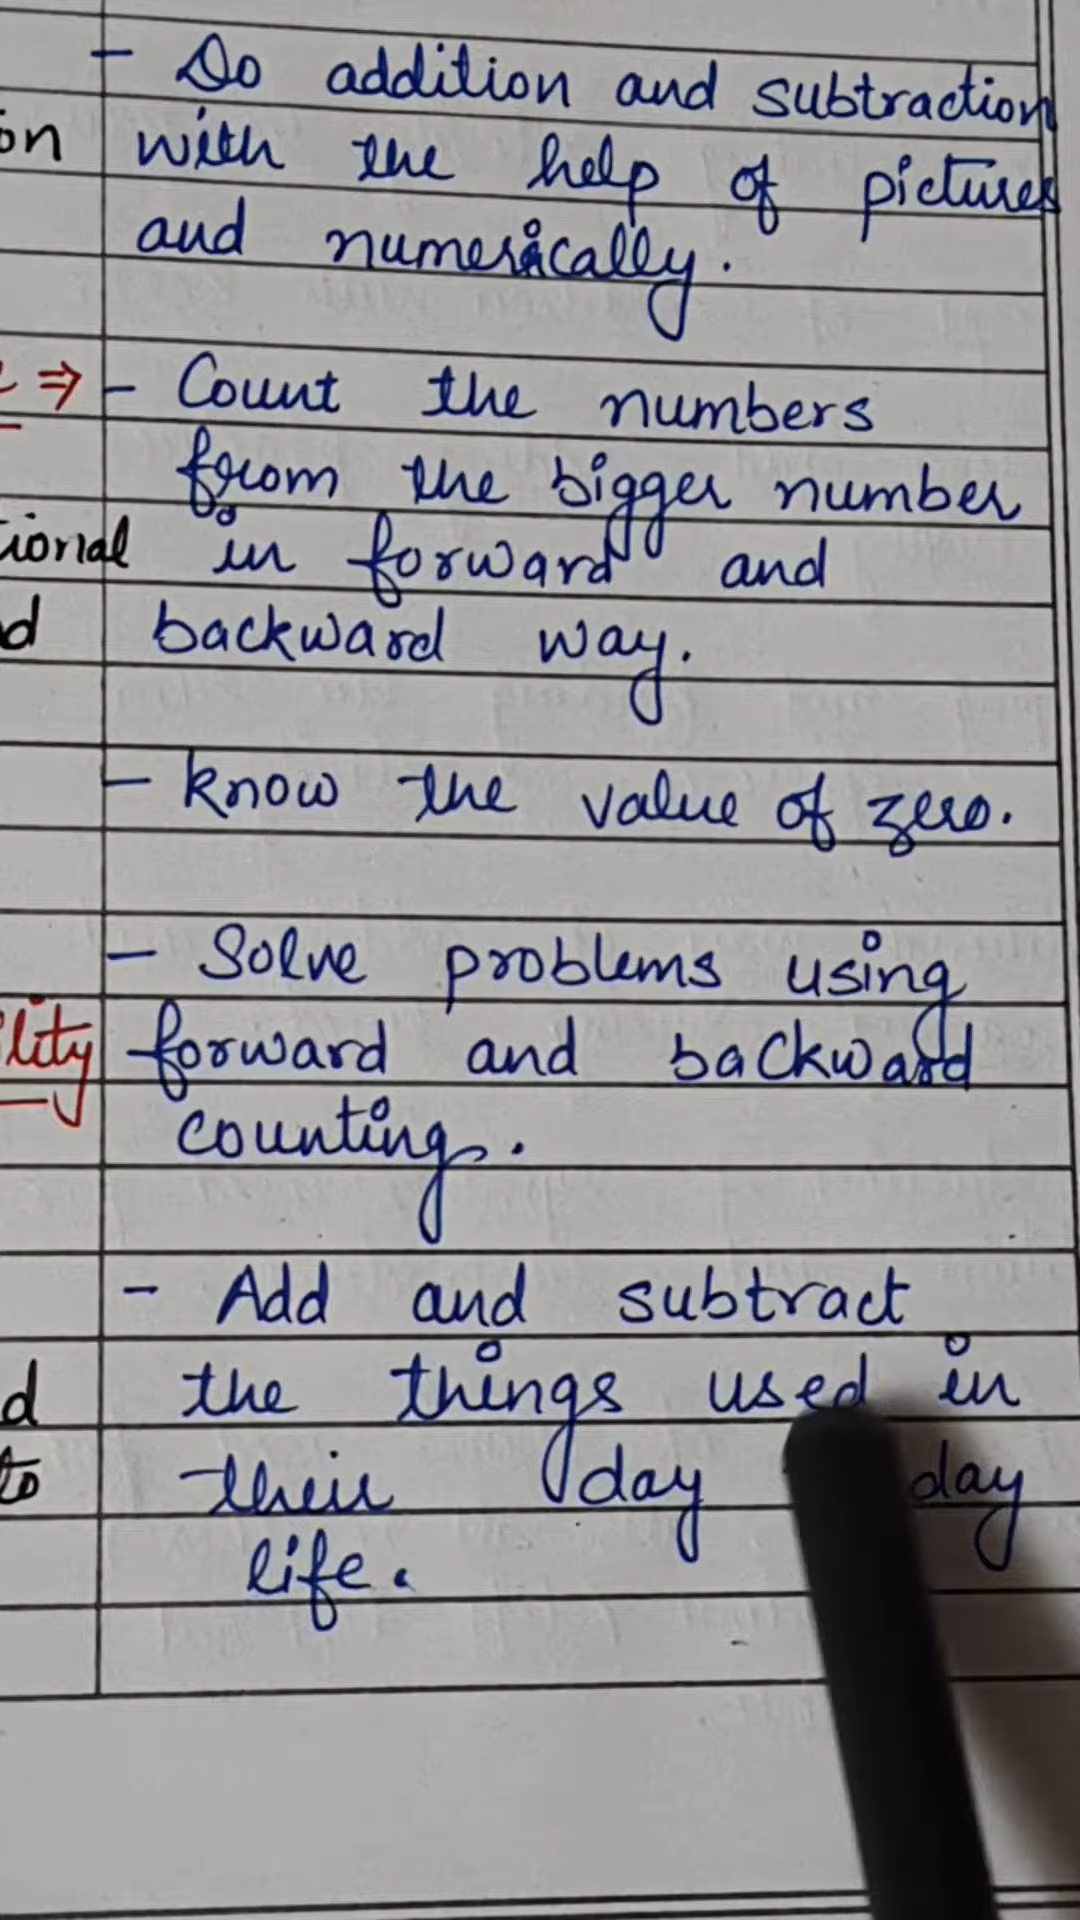 - Do addition and subtraction
on with the help of pictures
and numerically.
⇒ - Count the numbers
from the bigger number
tional in forward and
d backward way.
- know the value of zero.
- Solve problems using
lity forward and backward
counting.
- Add and subtract
d the things used in
to their day day
life.